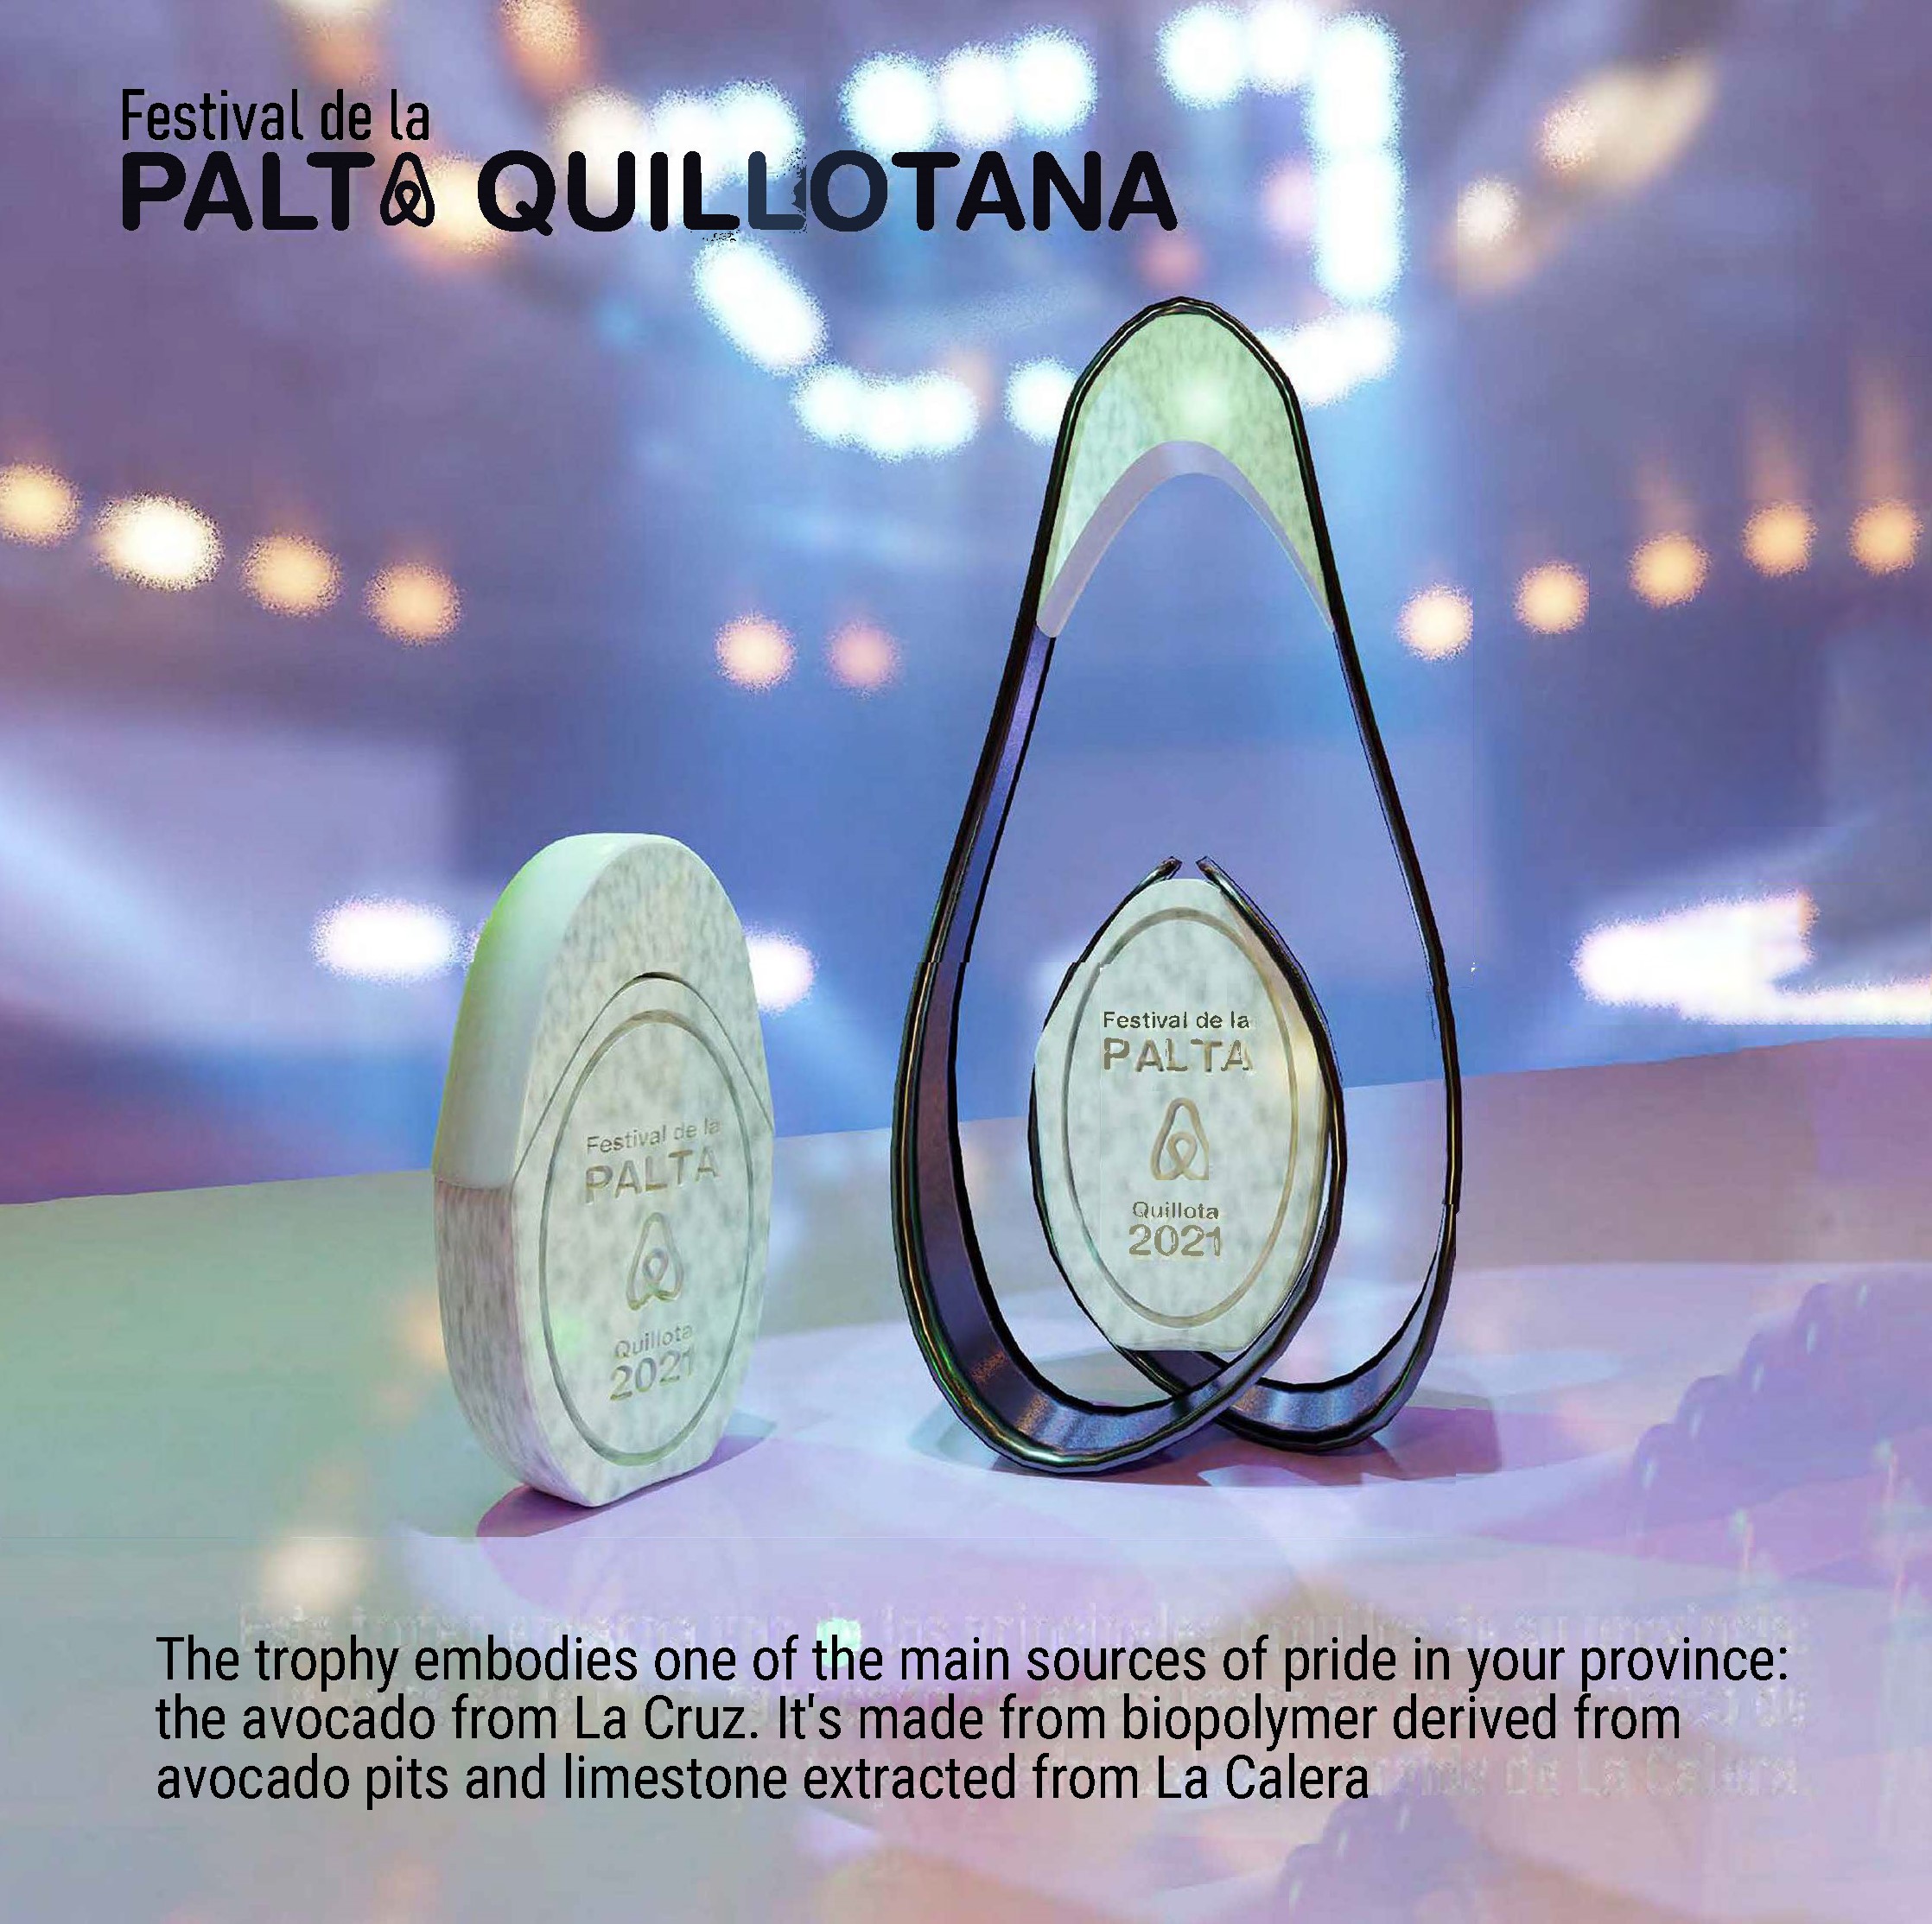 Festival de la
PALTA QUILLOTANA
Festival de la
PALTA
Quillota
2021
Festival de la
PALTA
Quillota
2021
The trophy embodies one of the main sources of pride in your province:
the avocado from La Cruz. It's made from biopolymer derived from
avocado pits and limestone extracted from La Calera